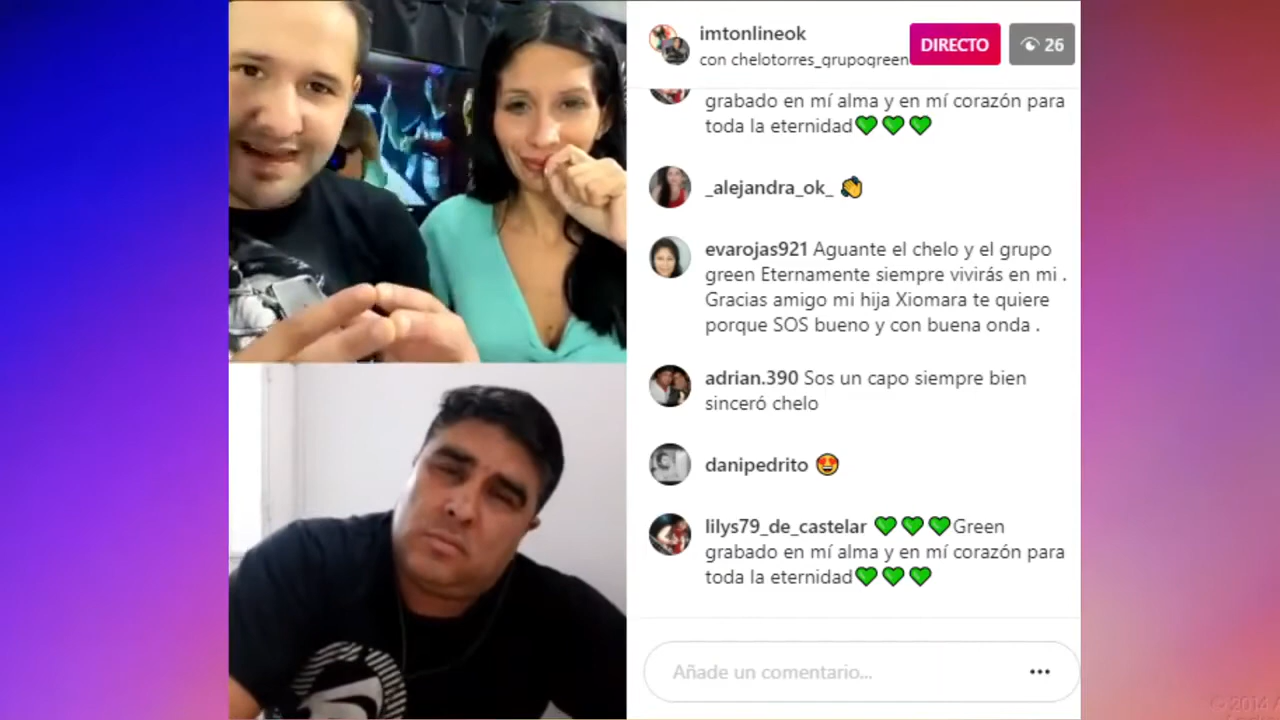 imtonlineok
con chelotorres_grupogreen
DIRECTO
26
grabado en mí alma y en mí corazón para
toda la eternidad💚💚💚
_alejandra_ok_ 👏
evarojas921 Aguante el chelo y el grupo
green Eternamente siempre vivirás en mi .
Gracias amigo mi hija Xiomara te quiere
porque SOS bueno y con buena onda .
adrian.390 Sos un capo siempre bien
sinceró chelo
danipedrito 😍
lilys79_de_castelar 💚💚💚Green
grabado en mí alma y en mí corazón para
toda la eternidad💚💚💚
Añade un comentario...
© 2014